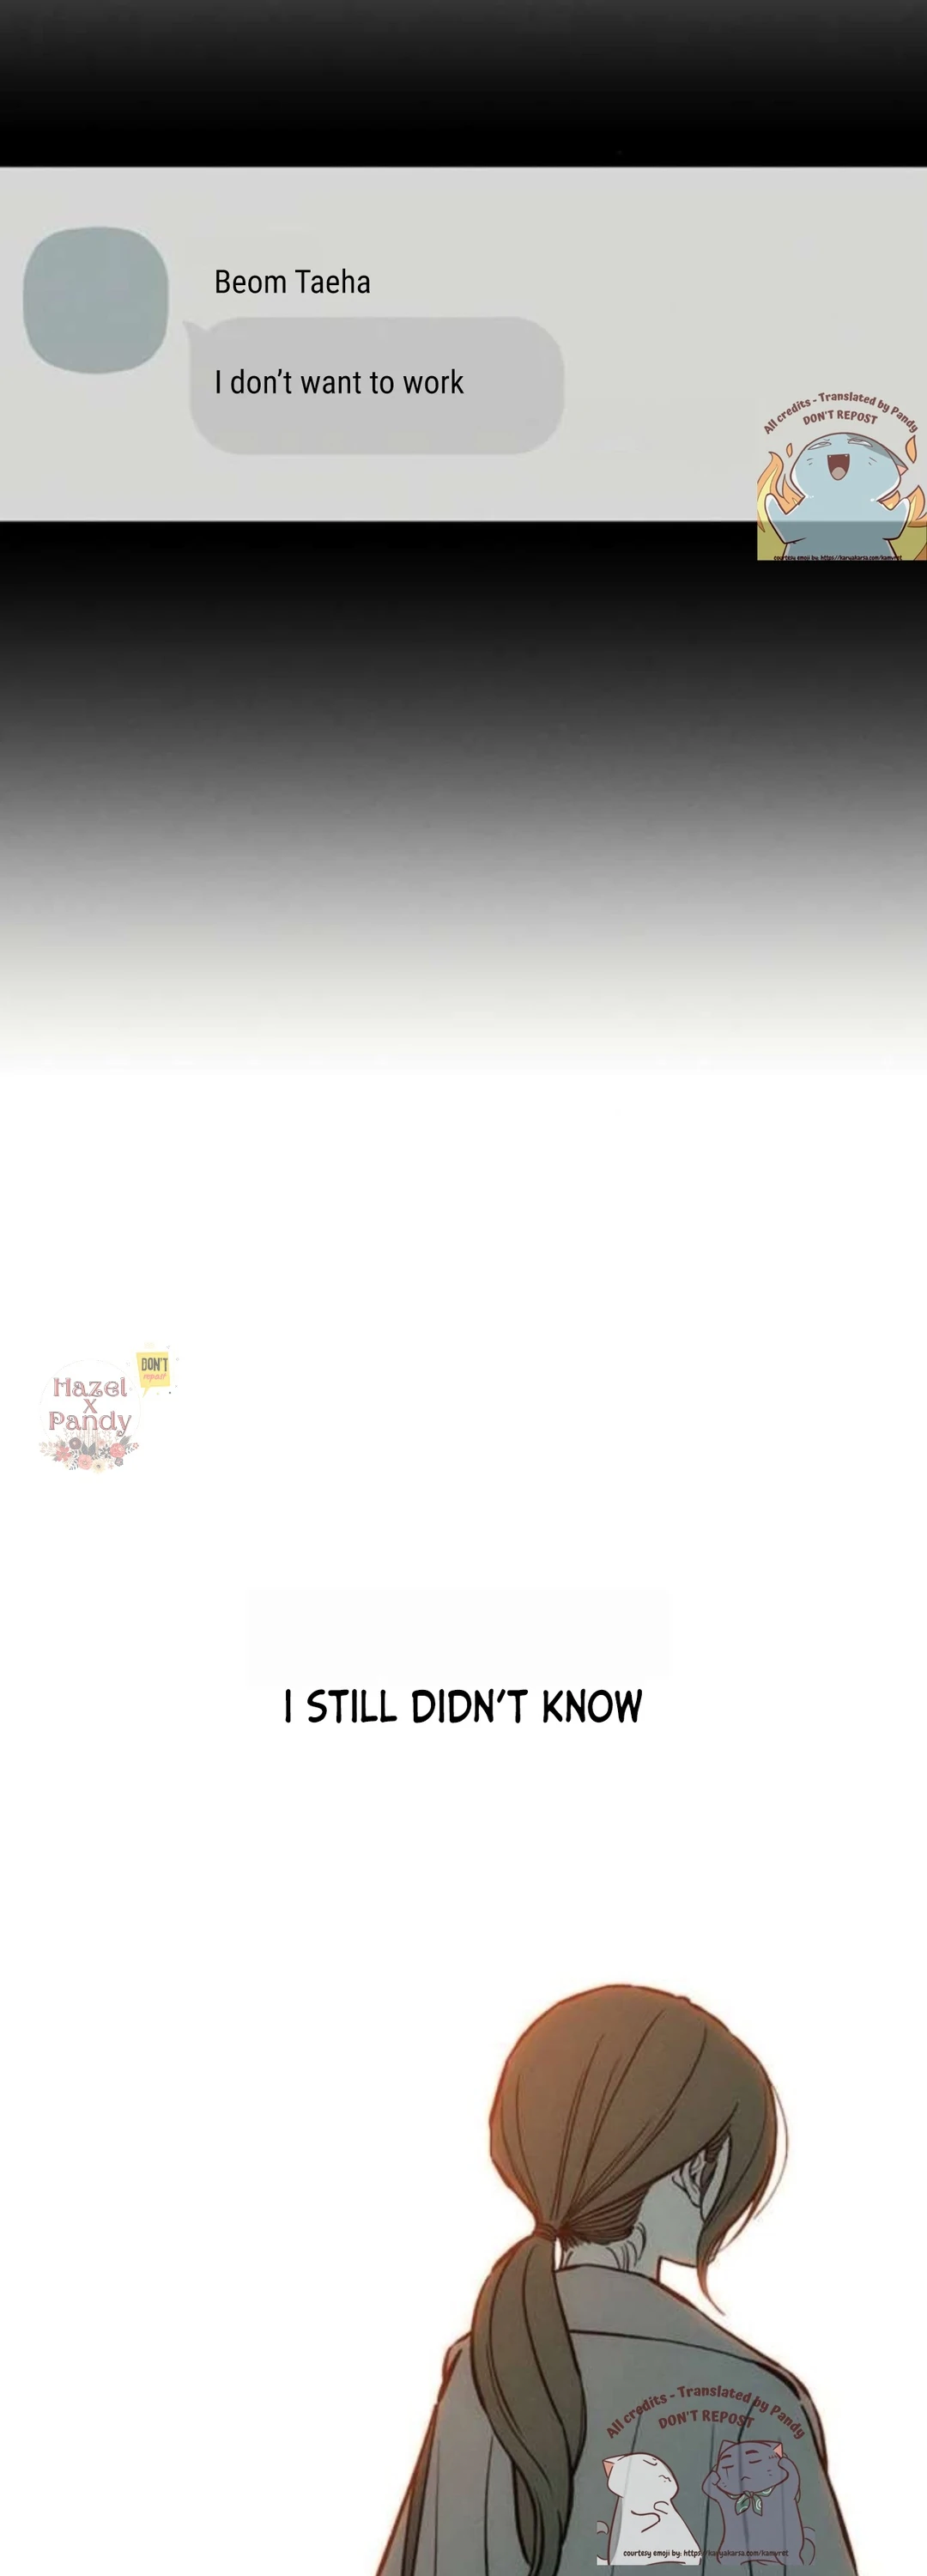 Beom Taeha
I don't want to work
All credits - Translated by Pandy
DON'T REPOST
courtesy emoji by: https://karyakarsa.com/kamvret
DON'T
repost
Hazel
X
Pandy
I STILL DIDN'T KNOW
All credits - Translated by Pandy
DON'T REPOST
courtesy emoji by: https://karyakarsa.com/kamvret